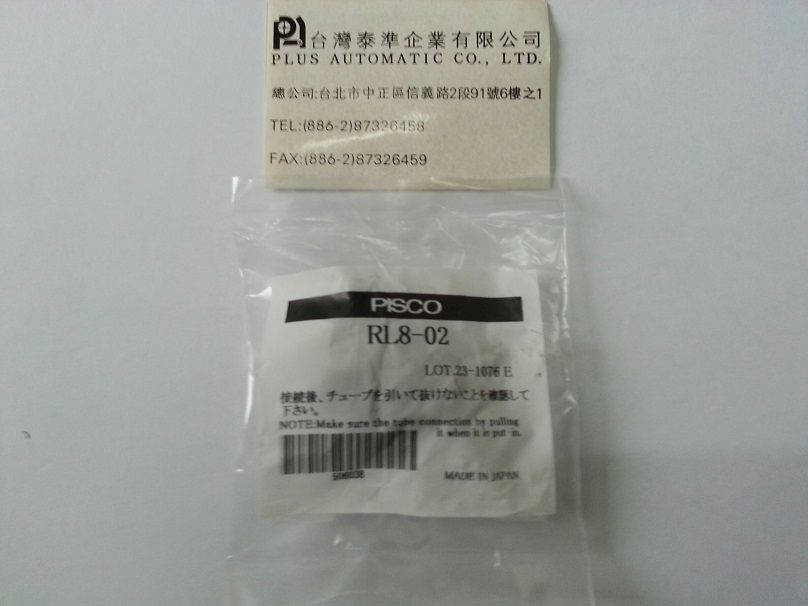 台灣泰準企業有限公司
PLUS AUTOMATIC CO., LTD.
總公司:台北市中正區信義路2段91號6樓之1
TEL:(886-2)87326458
FAX:(886-2)87326459
PISCO
RL8-02
LOT.23-1076 E
接続後、チューブを引いて抜けないことを確認して
下さい。
NOTE:Make sure the tube connection by pulling
it when it is put-in.
506038
MADE IN JAPAN